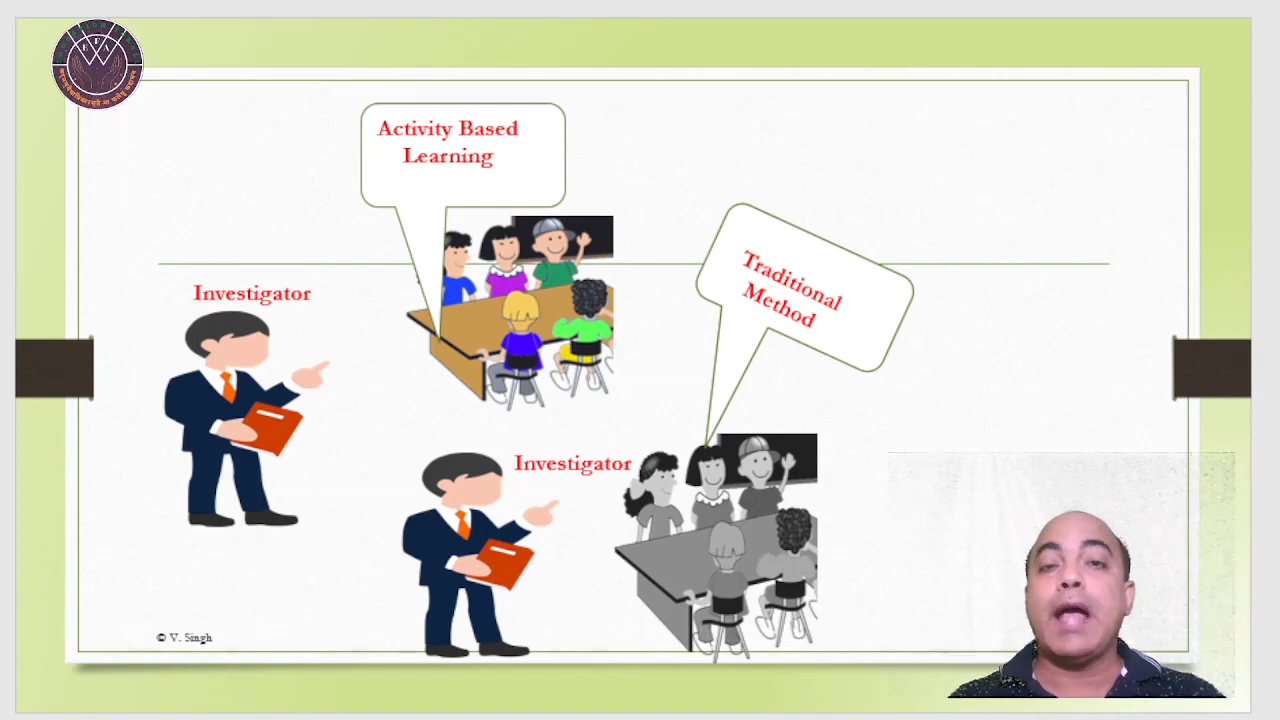 E F A
Activity Based
Learning
Traditional
Method
Investigator
Investigator
© V. Singh